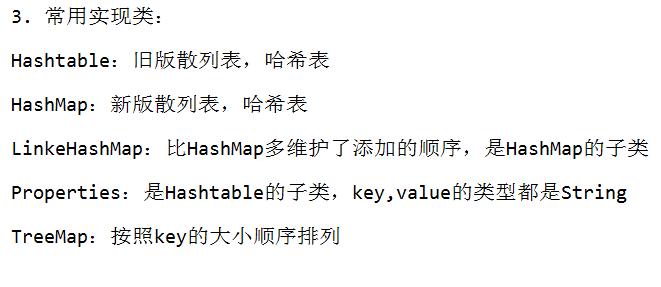 3. 常用实现类：
Hashtable：旧版散列表，哈希表
HashMap：新版散列表，哈希表
LinkeHashMap：比HashMap多维护了添加的顺序，是HashMap的子类
Properties：是Hashtable的子类，key,value的类型都是String
TreeMap：按照key的大小顺序排列